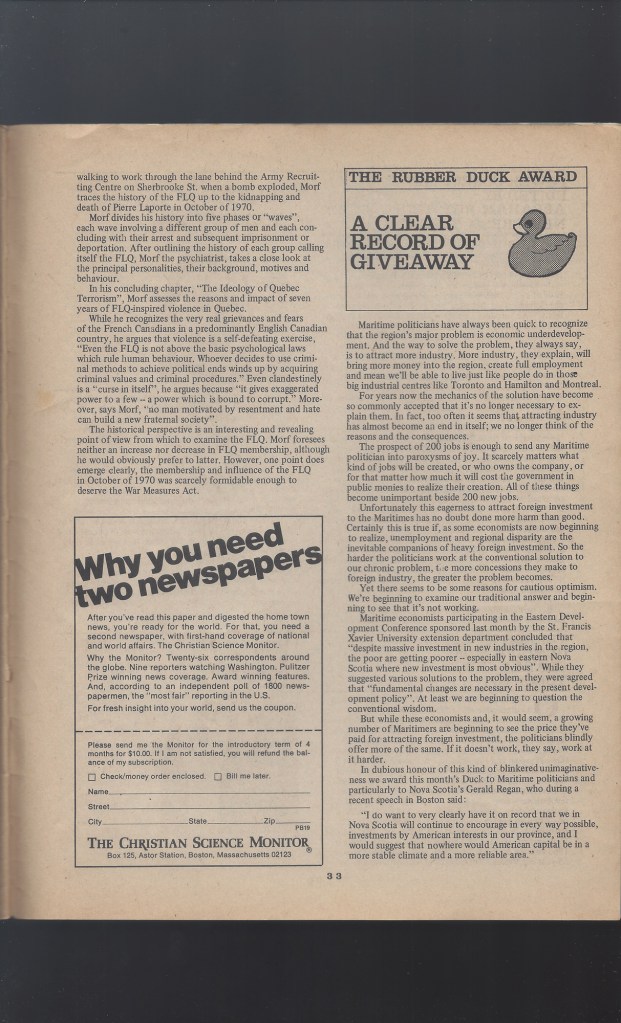 walking to work through the lane behind the Army Recruit-
ing Centre on Sherbrooke St. when a bomb exploded, Morf
traces the history of the FLQ up to the kidnapping and
death of Pierre Laporte in October of 1970.
Morf divides his history into five phases or "waves",
each wave involving a different group of men and each con-
cluding with their arrest and subsequent imprisonment or
deportation. After outlining the history of each group calling
itself the FLQ, Morf the psychiatrist, takes a close look at
the principal personalities, their background, motives and
behaviour.
In his concluding chapter, "The Ideology of Quebec
Terrorism", Morf assesses the reasons and impact of seven
years of FLQ-inspired violence in Quebec.
While he recognizes the very real grievances and fears
of the French Canadians in a predominantly English Canadian
country, he argues that violence is a self-defeating exercise,
"Even the FLQ is not above the basic psychological laws
which rule human behaviour. Whoever decides to use crimi-
nal methods to achieve political ends winds up by acquiring
criminal values and criminal procedures." Even clandestinely
is a "curse in itself", he argues because "it gives exaggerated
power to a few – a power which is bound to corrupt." More-
over, says Morf, "no man motivated by resentment and hate
can build a new fraternal society".
The historical perspective is an interesting and revealing
point of view from which to examine the FLQ. Morf foresees
neither an increase nor decrease in FLQ membership, although
he would obviously prefer to latter. However, one point does
emerge clearly, the membership and influence of the FLQ
in October of 1970 was scarcely formidable enough to
deserve the War Measures Act.
Why you need
two newspapers
After you've read this paper and digested the home town
news, you're ready for the world. For that, you need a
second newspaper, with first-hand coverage of national
and world affairs. The Christian Science Monitor.
Why the Monitor? Twenty-six correspondents around
the globe. Nine reporters watching Washington. Pulitzer
Prize winning news coverage. Award winning features.
And, according to an independent poll of 1800 news-
papermen, the "most fair" reporting in the U.S.
For fresh insight into your world, send us the coupon.
Please send me the Monitor for the introductory term of 4
months for $10.00. If I am not satisfied, you will refund the bal-
ance of my subscription.
Check/money order enclosed. Bill me later.
Name
Street
City State Zip
PB19
THE CHRISTIAN SCIENCE MONITOR®
Box 125, Astor Station, Boston, Massachusetts 02123
THE RUBBER DUCK AWARD
A CLEAR
RECORD OF
GIVEAWAY
Maritime politicians have always been quick to recognize
that the region's major problem is economic underdevelop-
ment. And the way to solve the problem, they always say,
is to attract more industry. More industry, they explain, will
bring more money into the region, create full employment
and mean we'll be able to live just like people do in those
big industrial centres like Toronto and Hamilton and Montreal.
For years now the mechanics of the solution have become
so commonly accepted that it's no longer necessary to ex-
plain them. In fact, too often it seems that attracting industry
has almost become an end in itself; we no longer think of the
reasons and the consequences.
The prospect of 200 jobs is enough to send any Maritime
politician into paroxysms of joy. It scarcely matters what
kind of jobs will be created, or who owns the company, or
for that matter how much it will cost the government in
public monies to realize their creation. All of these things
become unimportant beside 200 new jobs.
Unfortunately this eagerness to attract foreign investment
to the Maritimes has no doubt done more harm than good.
Certainly this is true if, as some economists are now beginning
to realize, unemployment and regional disparity are the
inevitable companions of heavy foreign investment. So the
harder the politicians work at the conventional solution to
our chronic problem, the more concessions they make to
foreign industry, the greater the problem becomes.
Yet there seems to be some reasons for cautious optimism.
We're beginning to examine our traditional answer and begin-
ning to see that it's not working.
Maritime economists participating in the Eastern Devel-
opment Conference sponsored last month by the St. Francis
Xavier University extension department concluded that
"despite massive investment in new industries in the region,
the poor are getting poorer – especially in eastern Nova
Scotia where new investment is most obvious". While they
suggested various solutions to the problem, they were agreed
that "fundamental changes are necessary in the present devel-
opment policy". At least we are beginning to question the
conventional wisdom.
But while these economists and, it would seem, a growing
number of Maritimers are beginning to see the price they've
paid for attracting foreign investment, the politicians blindly
offer more of the same. If it doesn't work, they say, work at
it harder.
In dubious honour of this kind of blinkered unimaginative-
ness we award this month's Duck to Maritime politicians and
particularly to Nova Scotia's Gerald Regan, who during a
recent speech in Boston said:
"I do want to very clearly have it on record that we in
Nova Scotia will continue to encourage in every way possible,
investments by American interests in our province, and I
would suggest that nowhere would American capital be in a
more stable climate and a more reliable area."
33